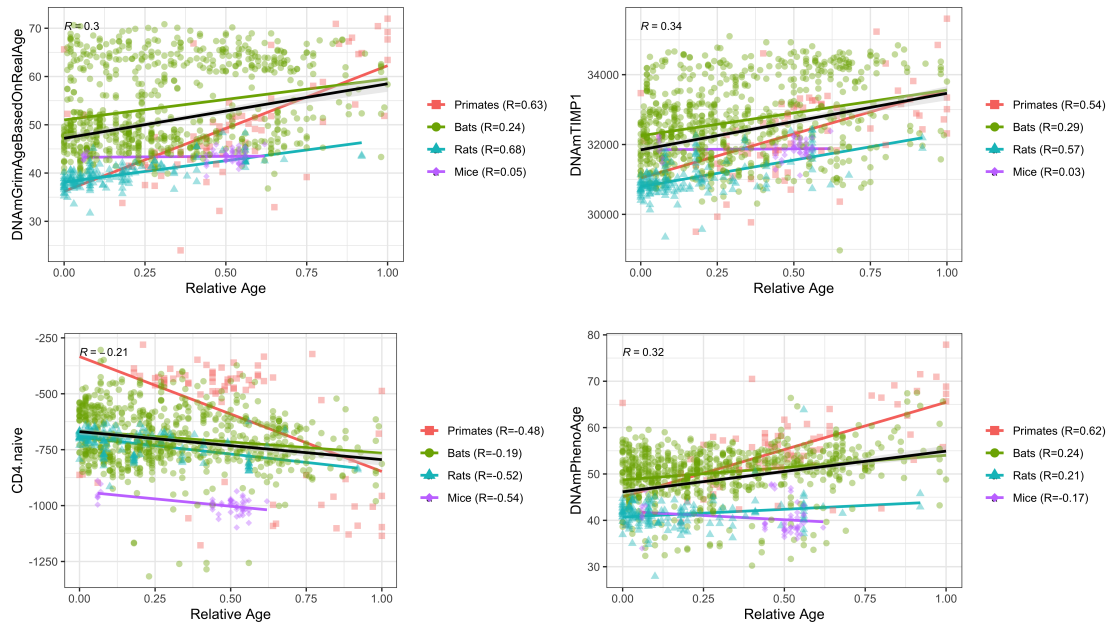 R = 0.3
70
60
50
40
30
0.00 0.25 0.50 0.75 1.00
Relative Age
DNAmGrimAgeBasedOnRealAge
Primates (R=0.63)
Bats (R=0.24)
Rats (R=0.68)
Mice (R=0.05)
R = 0.34
34000
32000
30000
0.00 0.25 0.50 0.75 1.00
Relative Age
DNAmTIMP1
Primates (R=0.54)
Bats (R=0.29)
Rats (R=0.57)
Mice (R=0.03)
R = −0.21
-250
-500
-750
-1000
-1250
0.00 0.25 0.50 0.75 1.00
Relative Age
CD4.naive
Primates (R=-0.48)
Bats (R=-0.19)
Rats (R=-0.52)
Mice (R=-0.54)
R = 0.32
80
70
60
50
40
30
0.00 0.25 0.50 0.75 1.00
Relative Age
DNAmPhenoAge
Primates (R=0.62)
Bats (R=0.24)
Rats (R=0.21)
Mice (R=-0.17)